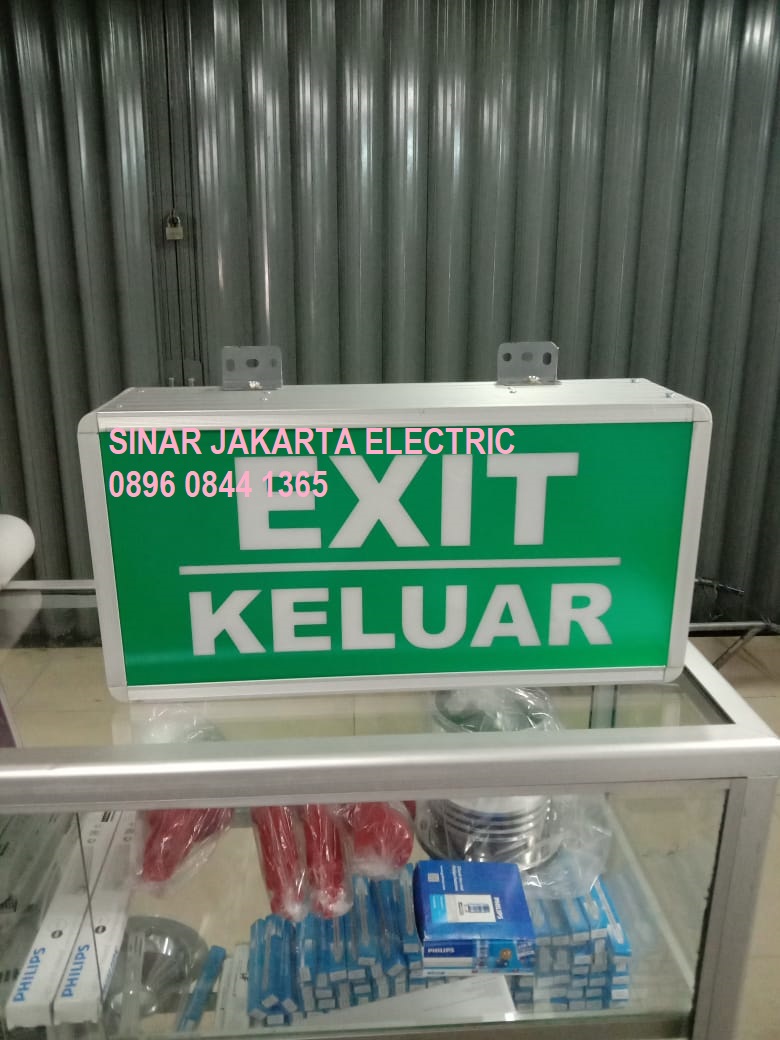 SINAR JAKARTA ELECTRIC
0896 0844 1365
EXIT
KELUAR
PHILIPS
PHILIPS
PHILIPS